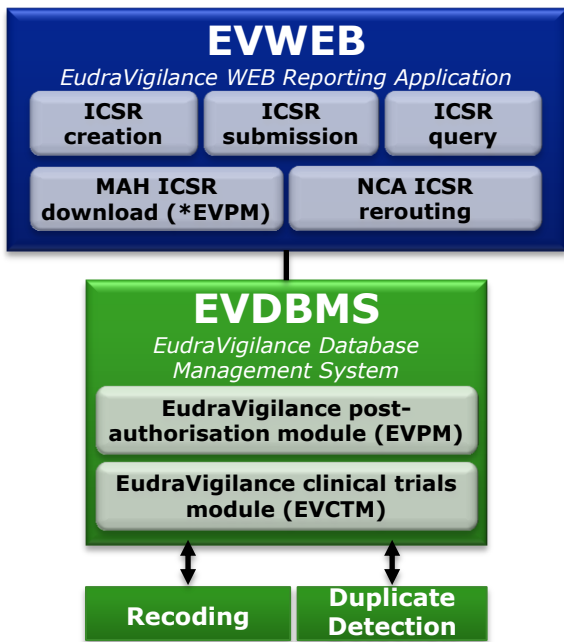 EVWEB
EudraVigilance WEB Reporting Application
ICSR
creation
ICSR
submission
ICSR
query
MAH ICSR
download (*EVPM)
NCA ICSR
rerouting
EVDBMS
EudraVigilance Database
Management System
EudraVigilance post-
authorisation module (EVPM)
EudraVigilance clinical trials
module (EVCTM)
Recoding
Duplicate
Detection